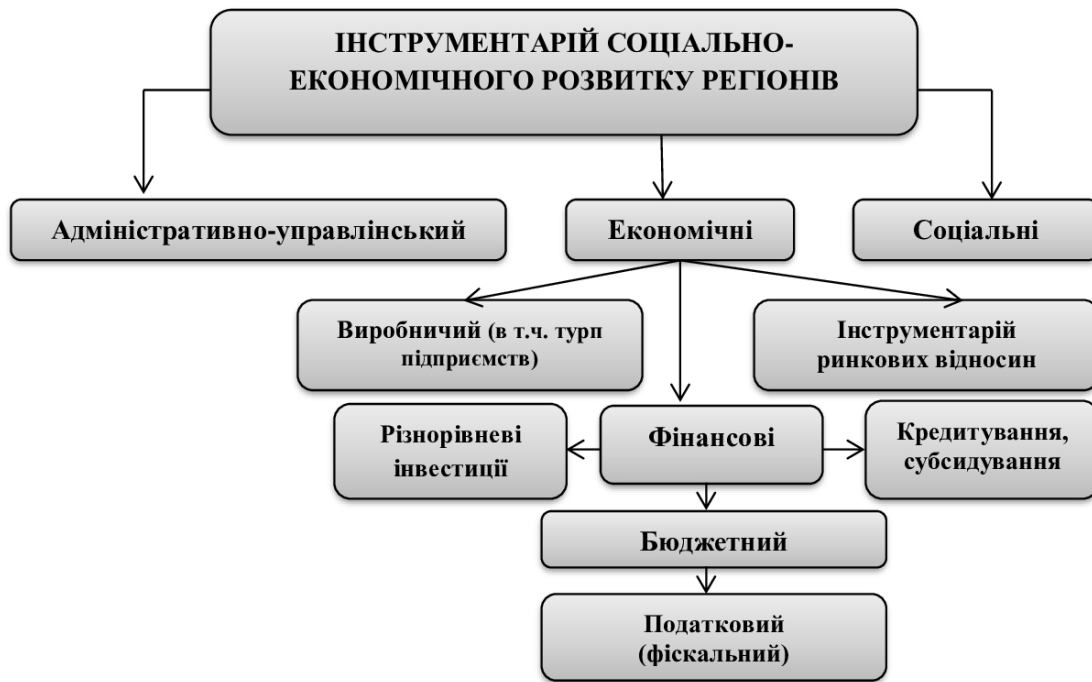 ІНСТРУМЕНТАРІЙ СОЦІАЛЬНО-
ЕКОНОМІЧНОГО РОЗВИТКУ РЕГІОНІВ
Адміністративно-управлінський
Економічні
Соціальні
Виробничий (в т.ч. турп
підприємств)
Інструментарій
ринкових відносин
Різнорівневі
інвестиції
Фінансові
Кредитування,
субсидування
Бюджетний
Податковий
(фіскальний)